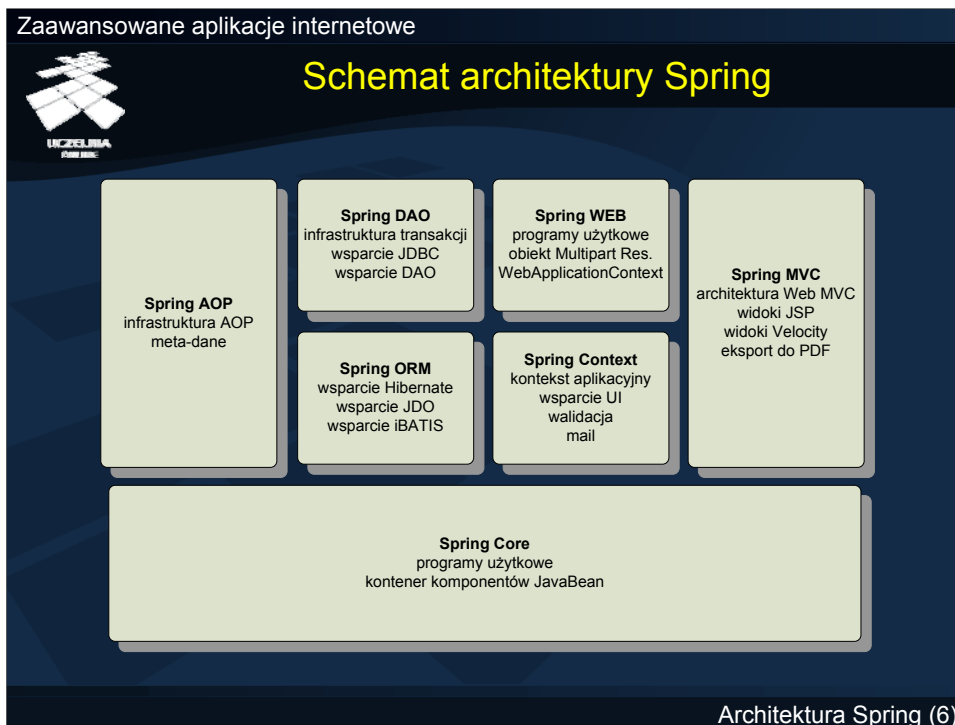 Zaawansowane aplikacje internetowe
Schemat architektury Spring
UCZELNIA
ONLINE
Spring AOP
infrastruktura AOP
meta-dane
Spring DAO
infrastruktura transakcji
wsparcie JDBC
wsparcie DAO
Spring WEB
programy użytkowe
obiekt Multipart Res.
WebApplicationContext
Spring ORM
wsparcie Hibernate
wsparcie JDO
wsparcie iBATIS
Spring Context
kontekst aplikacyjny
wsparcie UI
walidacja
mail
Spring MVC
architektura Web MVC
widoki JSP
widoki Velocity
eksport do PDF
Spring Core
programy użytkowe
kontener komponentów JavaBean
Architektura Spring (6)